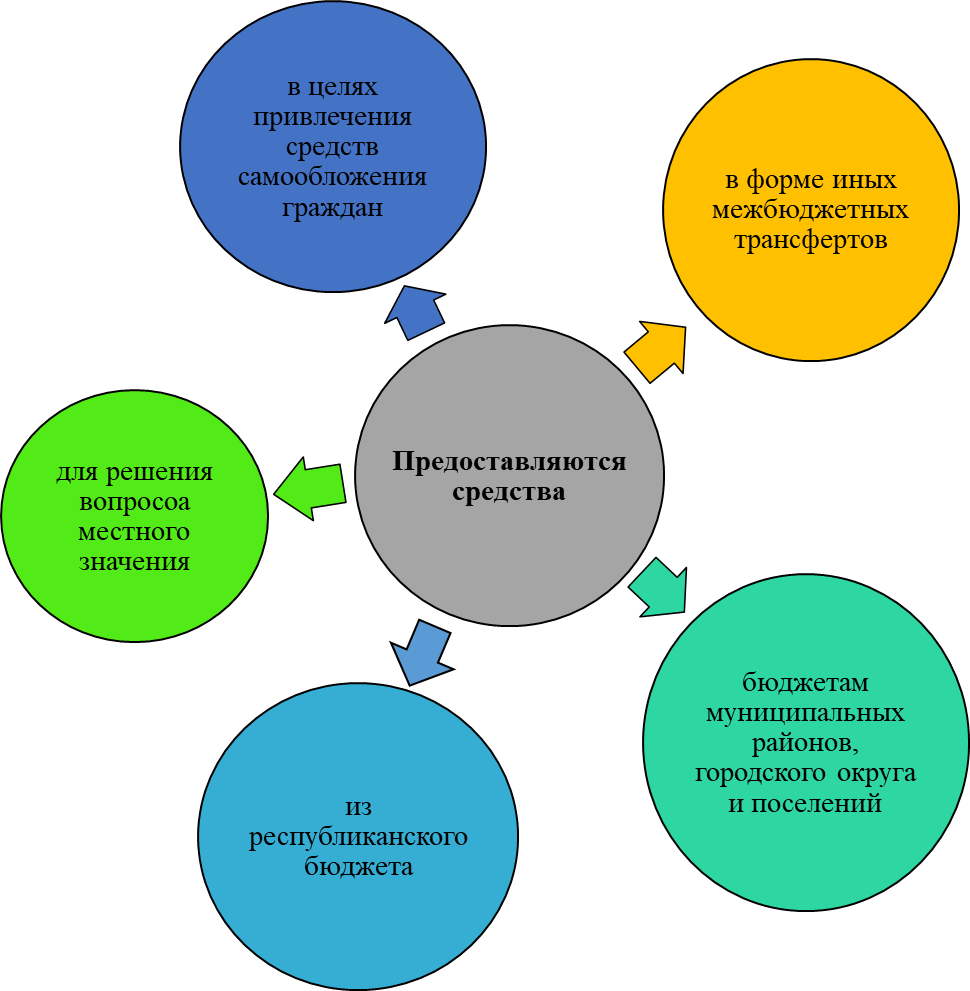 в целях
привлечения
средств
самообложения
граждан
в форме иных
межбюджетных
трансфертов
Предоставляются
средства
для решения
вопросоа
местного
значения
бюджетам
муниципальных
районов,
городского округа
и поселений
из
республиканского
бюджета